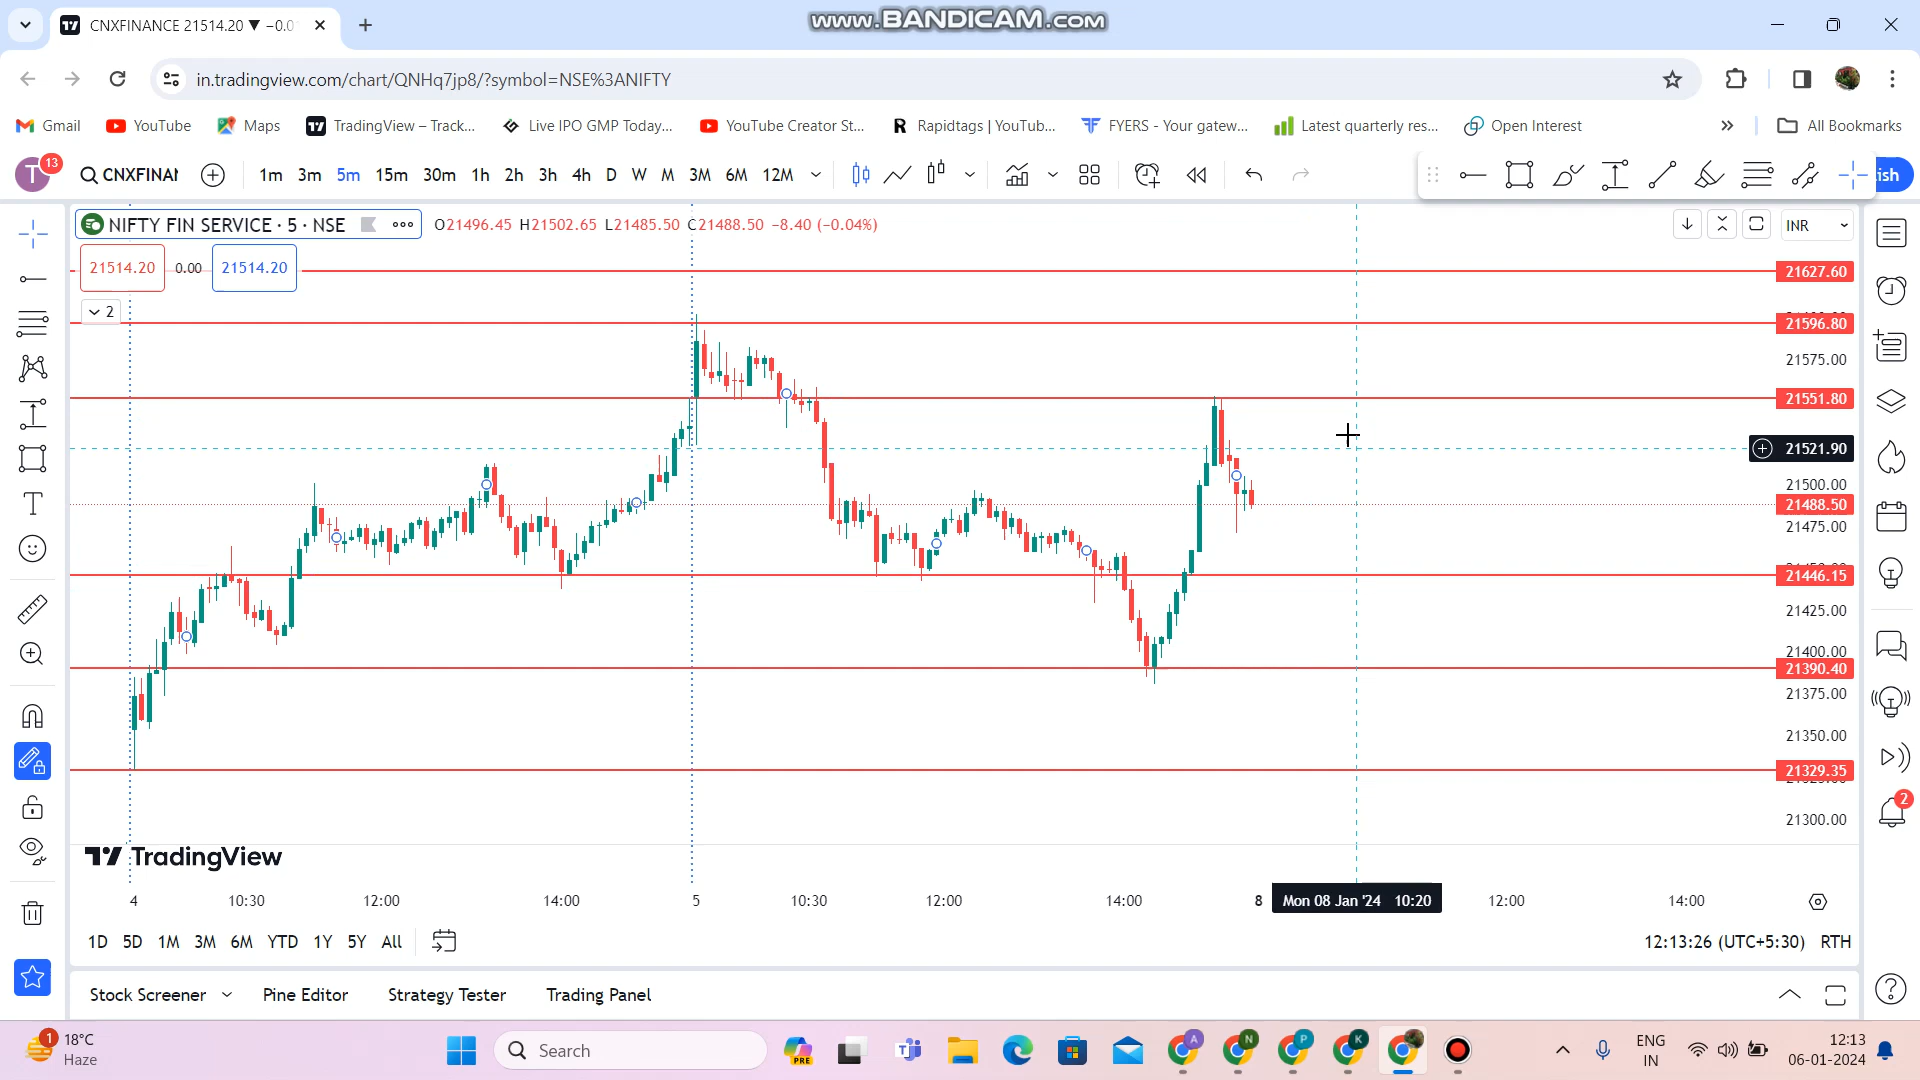 CNXFINANCE 21514.20 ▼ −0.0
www.BANDICAM.com
in.tradingview.com/chart/QNHq7jp8/?symbol=NSE%3ANIFTY
Gmail YouTube Maps TradingView – Track... Live IPO GMP Today,... YouTube Creator St... Rapidtags | YouTub... FYERS - Your gatew... Latest quarterly res... Open Interest » All Bookmarks
T 13 CNXFINAN 1m 3m 5m 15m 30m 1h 2h 3h 4h D W M 3M 6M 12M ish
NIFTY FIN SERVICE · 5 · NSE O21496.45 H21502.65 L21485.50 C21488.50 −8.40 (−0.04%) INR
21514.20 0.00 21514.20
21627.60
2
21596.80
21575.00
21551.80
21521.90
21500.00
21488.50
21475.00
21446.15
21425.00
21400.00
21390.40
21375.00
21350.00
21329.35
21300.00
2
TradingView
4 10:30 12:00 14:00 5 10:30 12:00 14:00 8 Mon 08 Jan '24 10:20 12:00 14:00
1D 5D 1M 3M 6M YTD 1Y 5Y All 12:13:26 (UTC+5:30) RTH
Stock Screener Pine Editor Strategy Tester Trading Panel
1 18°C
Haze
Search
PRE
A N P K
ENG
IN
12:13
06-01-2024